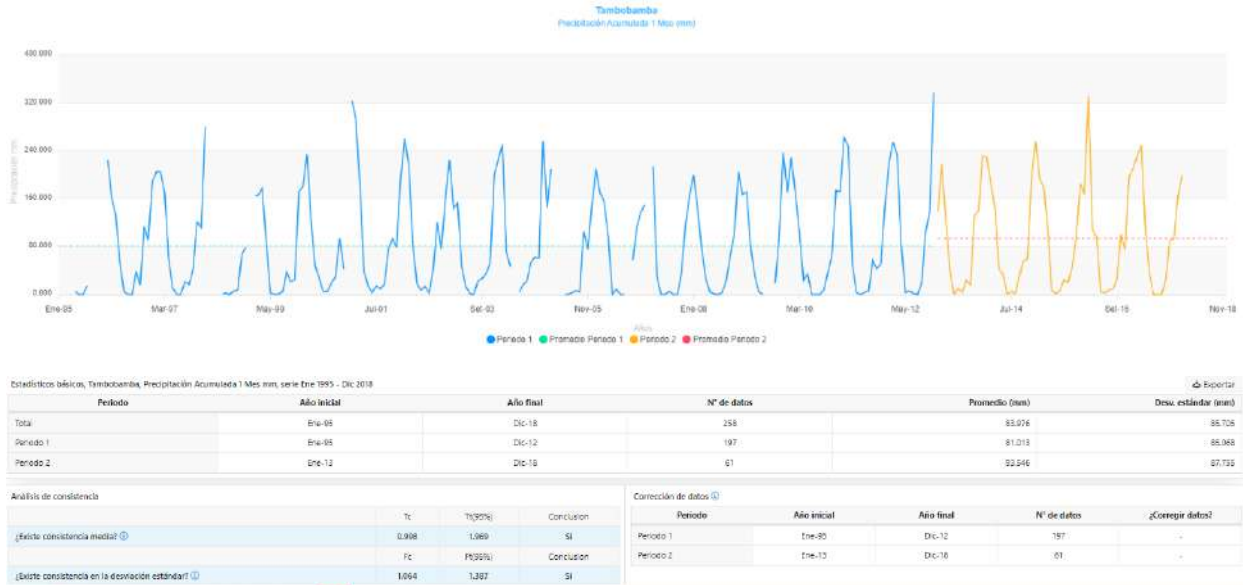 Tambobamba
Precipitación Acumulada 1 Mes (mm)
400.000
320.000
240.000
160.000
80.000
0.000
Ene-95 Mar-97 May-99 Jul-01 Set-03 Nov-05 Ene-08 Mar-10 May-12 Jul-14 Set-16 Nov-18
Años
Periodo 1 Promedio Periodo 1 Periodo 2 Promedio Periodo 2
Estadísticos básicos, Tambobamba, Precipitación Acumulada 1 Mes mm, serie Ene 1995 - Dic 2018
Exportar
Periodo Año inicial Año final N° de datos Promedio (mm) Desv. estándar (mm)
Total Ene-95 Dic-18 258 83.976 85.705
Periodo 1 Ene-95 Dic-12 197 81.013 85.068
Periodo 2 Ene-13 Dic-18 61 93.546 87.735
Análisis de consistencia
Tc Tt(95%) Conclusion
¿Existe consistencia media? 0.998 1.969 Si
Fc Ft(95%) Conclusion
¿Existe consistencia en la desviación estándar? 1.064 1.387 Si
Corrección de datos
Periodo Año inicial Año final N° de datos ¿Corregir datos?
Periodo 1 Ene-95 Dic-12 197 -
Periodo 2 Ene-13 Dic-18 61 -